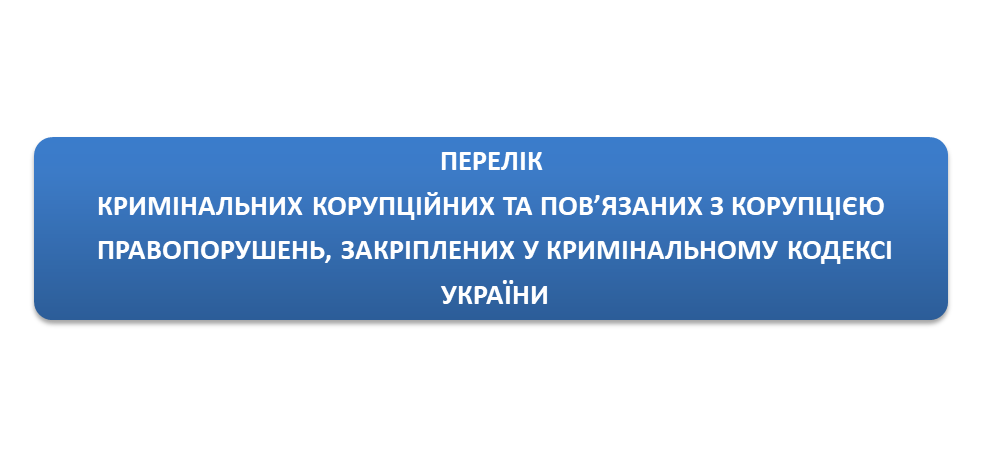 ПЕРЕЛІК
КРИМІНАЛЬНИХ КОРУПЦІЙНИХ ТА ПОВ’ЯЗАНИХ З КОРУПЦІЄЮ
ПРАВОПОРУШЕНЬ, ЗАКРІПЛЕНИХ У КРИМІНАЛЬНОМУ КОДЕКСІ
УКРАЇНИ